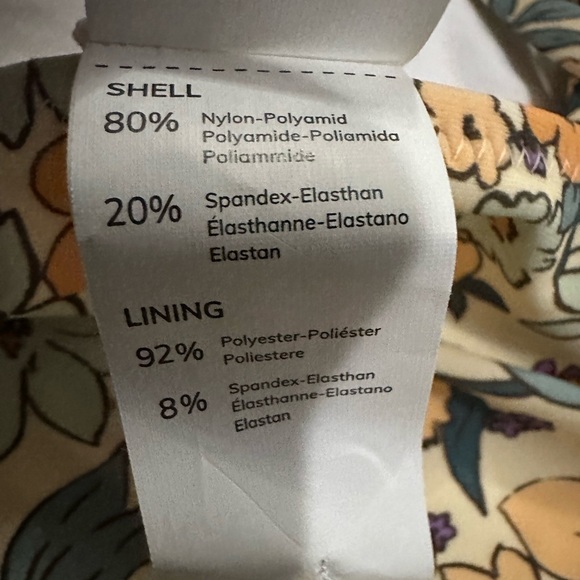 SHELL
80% Nylon-Polyamid
Polyamide-Poliamida
Poliammide
20% Spandex-Elasthan
Élasthanne-Elastano
Elastan
LINING
92% Polyester-Poliéster
Poliestere
8% Spandex-Elasthan
Élasthanne-Elastano
Elastan